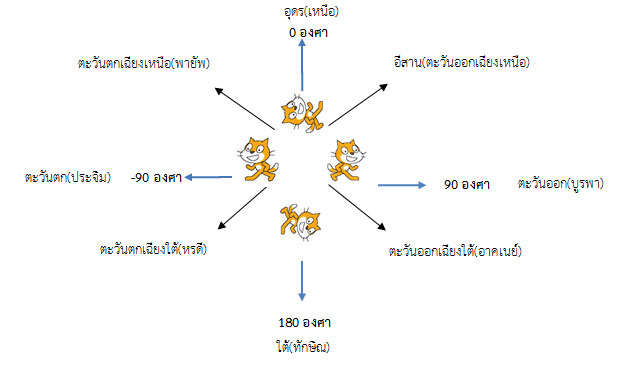 อุดร(เหนือ)
0 องศา
ตะวันตกเฉียงเหนือ(พายัพ)
อีสาน(ตะวันออกเฉียงเหนือ)
ตะวันตก(ประจิม) -90 องศา
90 องศา ตะวันออก(บูรพา)
ตะวันตกเฉียงใต้(หรดี)
ตะวันออกเฉียงใต้(อาคเนย์)
180 องศา
ใต้(ทักษิณ)